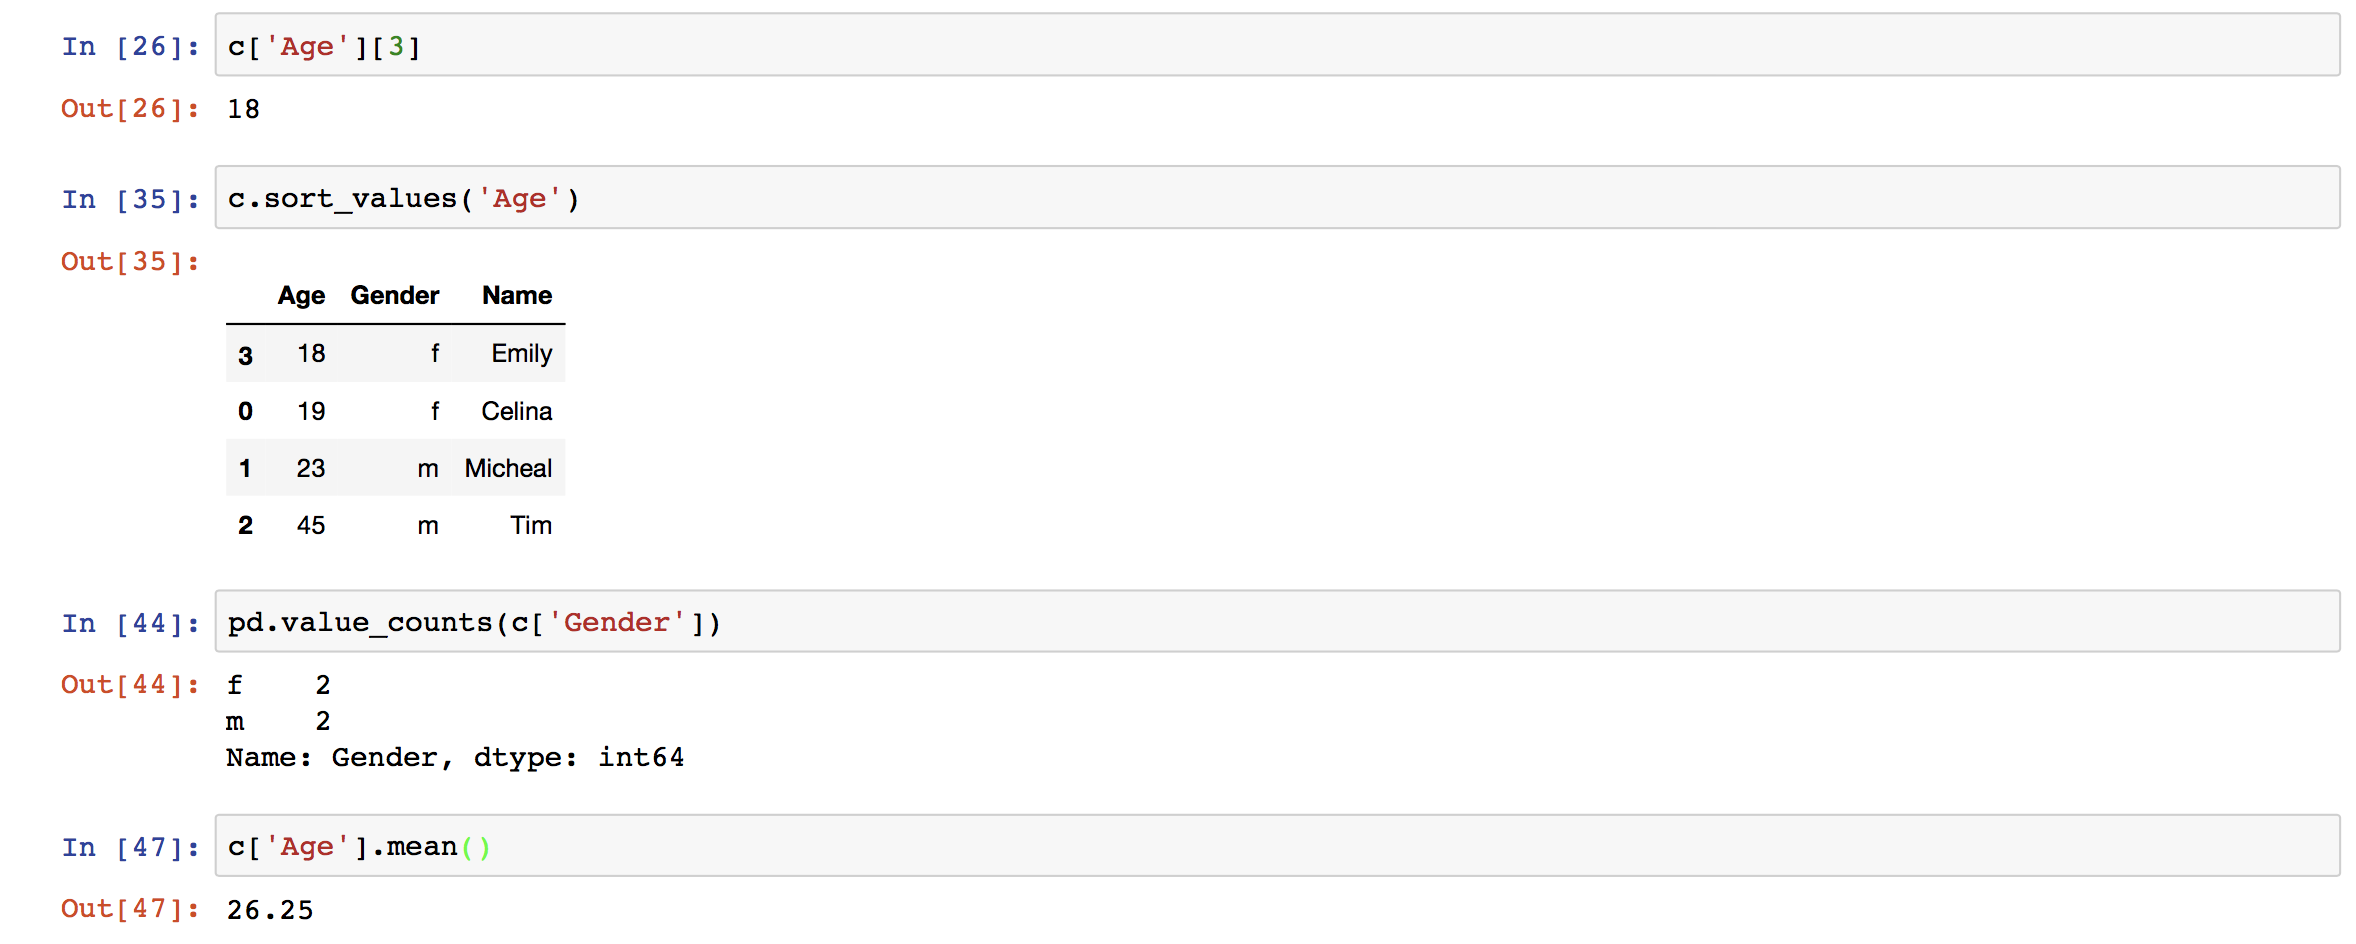 In [26]: c['Age'][3]
Out[26]: 18
In [35]: c.sort_values('Age')
Out[35]:
Age Gender Name
3 18 f Emily
0 19 f Celina
1 23 m Micheal
2 45 m Tim
In [44]: pd.value_counts(c['Gender'])
Out[44]: f 2
m 2
Name: Gender, dtype: int64
In [47]: c['Age'].mean()
Out[47]: 26.25